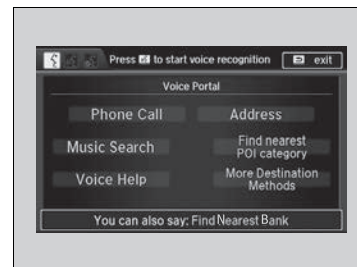 Press to start voice recognition exit
Voice Portal
Phone Call Address
Music Search Find nearest
POI category
Voice Help More Destination
Methods
You can also say: Find Nearest Bank